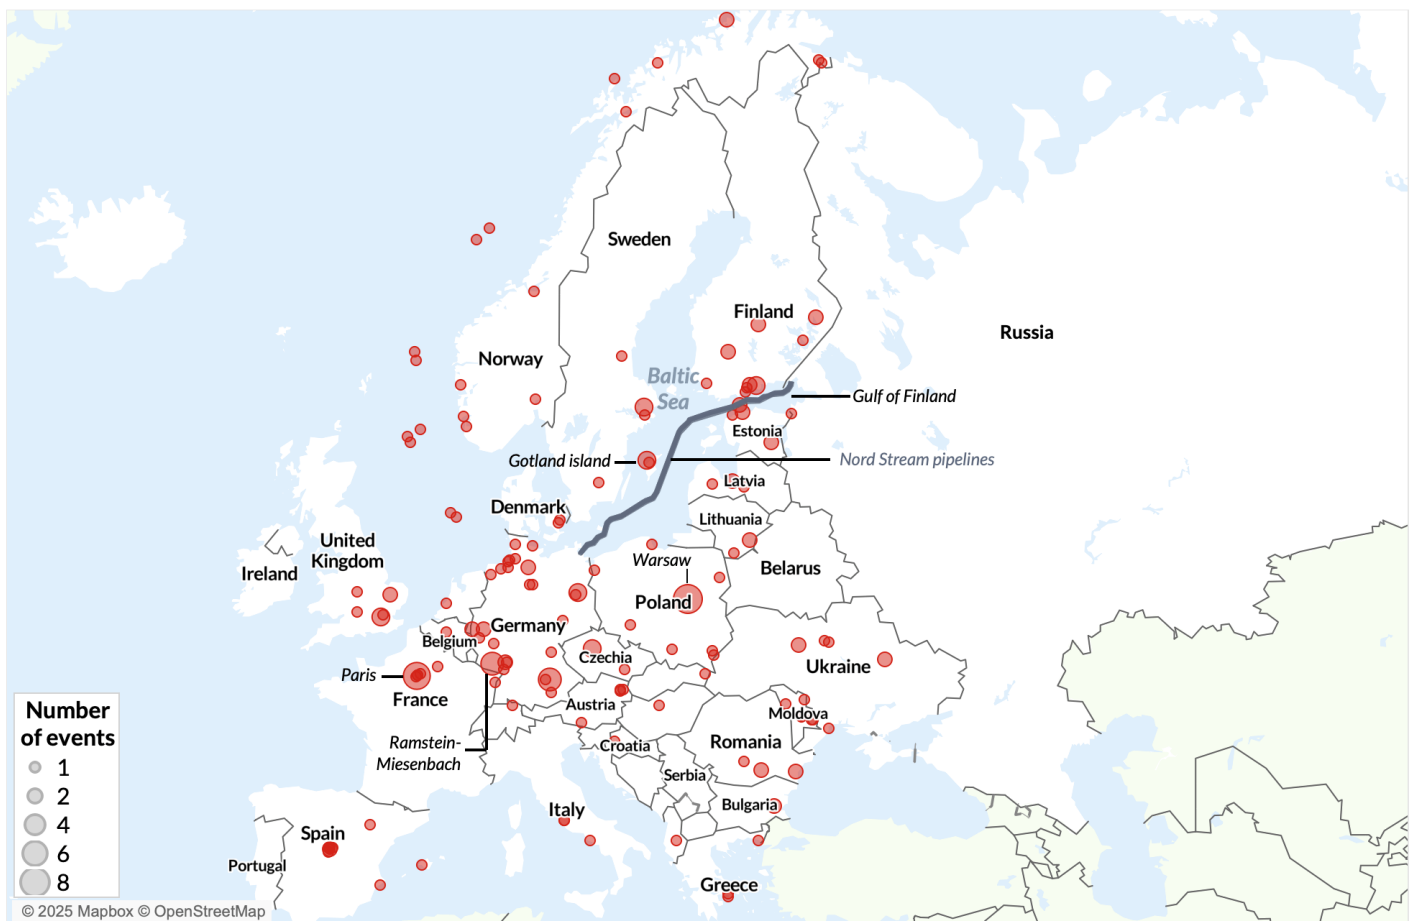 Sweden
Finland
Russia
Norway
Baltic
Sea
Gulf of Finland
Estonia
Gotland island
Nord Stream pipelines
Latvia
Denmark
Lithuania
United
Kingdom
Ireland
Warsaw
Belarus
Poland
Germany
Belgium
Czechia
Ukraine
Paris
France
Austria
Moldova
Ramstein-
Miesenbach
Croatia
Romania
Serbia
Bulgaria
Italy
Spain
Portugal
Greece
Number
of events
1
2
4
6
8
© 2025 Mapbox © OpenStreetMap